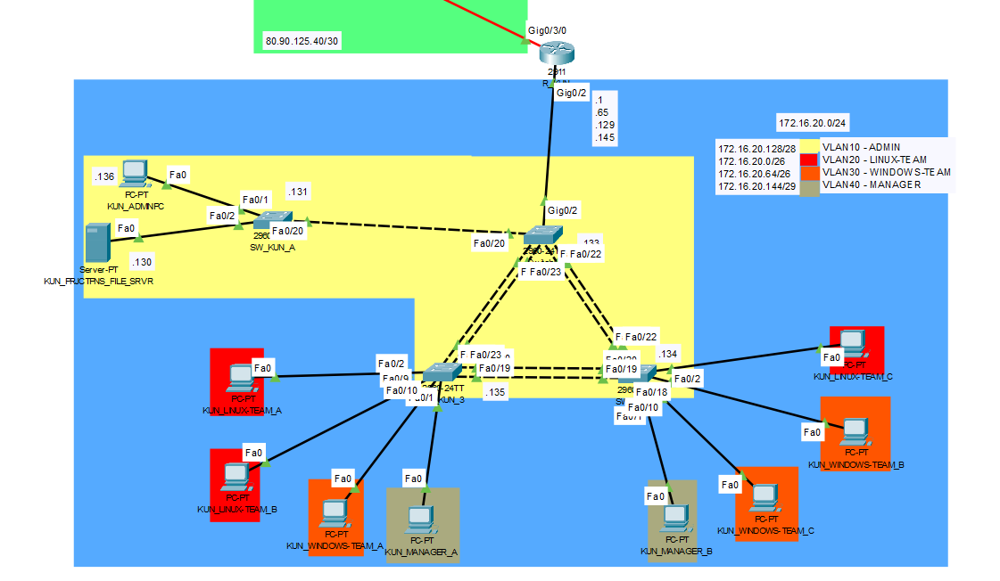 Gig0/3/0
80.90.125.40/30
2911
Gig0/2
.1
.65
.129
.145
172.16.20.0/24
172.16.20.128/28
VLAN10 - ADMIN
172.16.20.0/26
VLAN20 - LINUX-TEAM
172.16.20.64/26
VLAN30 - WINDOWS-TEAM
172.16.20.144/29
VLAN40 - MANAGER
.136
Fa0
PC-PT
KUN_ADMINPC
Fa0/1
.131
Fa0/2
Fa0
Fa0/20
SW_KUN_A
Gig0/2
Fa0/20
.133
Fa0/22
Fa0/23
.130
Server-PT
KUN_PRJCTPNS_FILE_SRVR
Fa0/22
Fa0/23
.134
Fa0/19
Fa0/19
Fa0/2
Fa0/2
Fa0/9
Fa0/10
Fa0/18
.135
Fa0/10
Fa0
PC-PT
KUN_LINUX-TEAM_A
Fa0
PC-PT
KUN_LINUX-TEAM_B
Fa0
PC-PT
KUN_WINDOWS-TEAM_A
Fa0
PC-PT
KUN_MANAGER_A
Fa0
PC-PT
KUN_MANAGER_B
Fa0
PC-PT
KUN_WINDOWS-TEAM_C
Fa0
PC-PT
KUN_WINDOWS-TEAM_B
Fa0
PC-PT
KUN_LINUX-TEAM_C